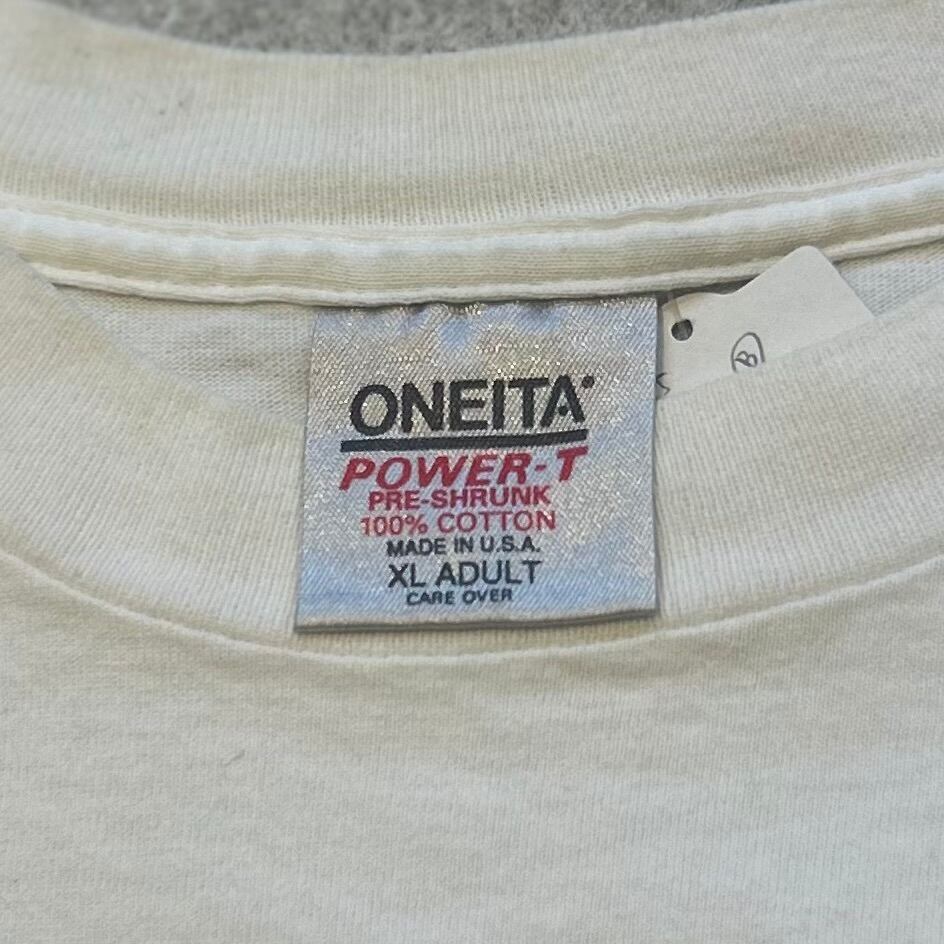 ONEITA
POWER-T
PRE-SHRUNK
100% COTTON
MADE IN U.S.A.
XL ADULT
CARE OVER